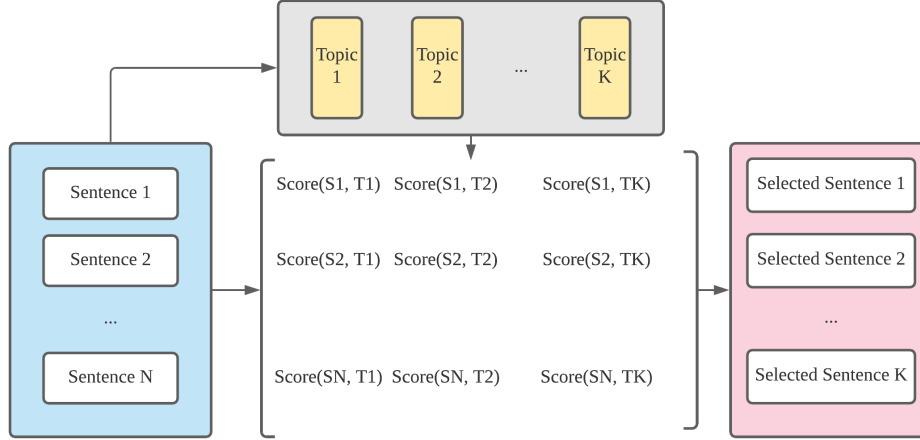 Topic
1
Topic
2
...
Topic
K
Sentence 1
Sentence 2
...
Sentence N
Score(S1, T1) Score(S1, T2) Score(S1, TK)
Score(S2, T1) Score(S2, T2) Score(S2, TK)
Score(SN, T1) Score(SN, T2) Score(SN, TK)
Selected Sentence 1
Selected Sentence 2
...
Selected Sentence K